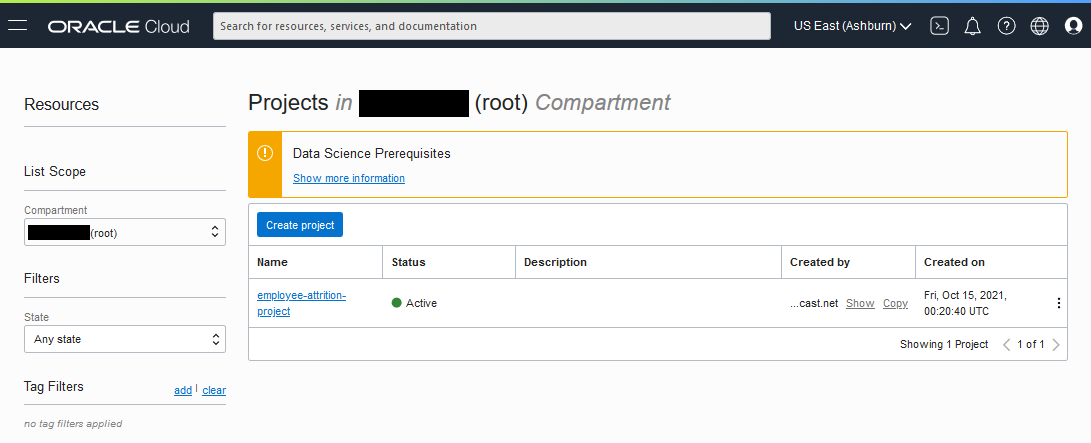 ORACLE Cloud
Search for resources, services, and documentation
US East (Ashburn)
Resources
List Scope
Compartment
(root)
Filters
State
Any state
Tag Filters
add | clear
no tag filters applied
Projects in (root) Compartment
Data Science Prerequisites
Show more information
Create project
Name Status Description Created by Created on
employee-attrition-
project
Active
...cast.net Show Copy
Fri, Oct 15, 2021,
00:20:40 UTC
Showing 1 Project < 1 of 1 >